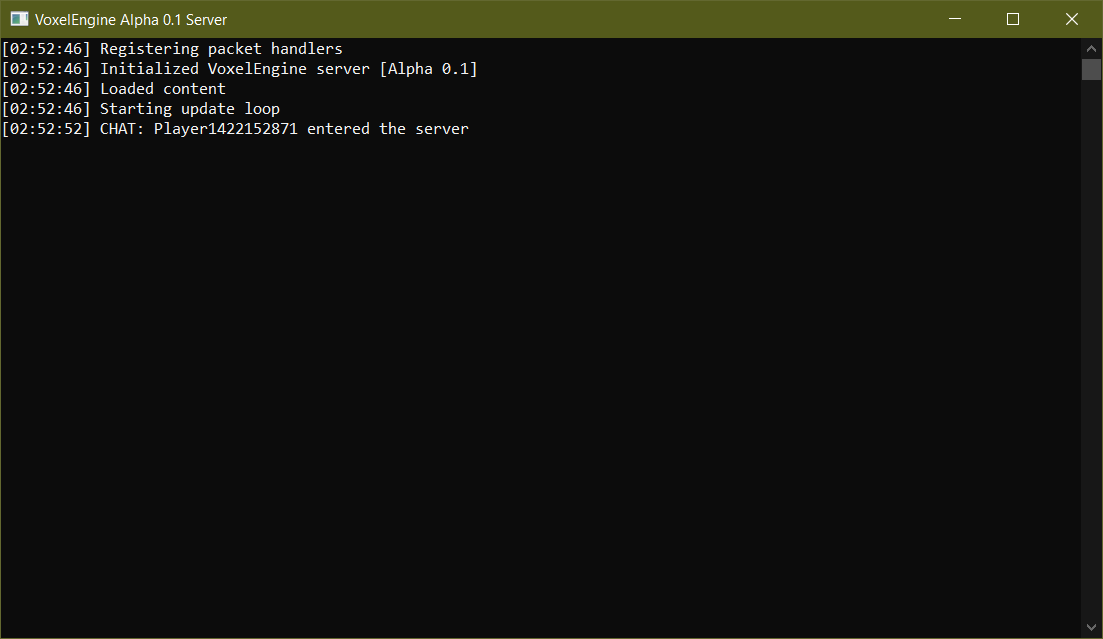 VoxelEngine Alpha 0.1 Server
[02:52:46] Registering packet handlers
[02:52:46] Initialized VoxelEngine server [Alpha 0.1]
[02:52:46] Loaded content
[02:52:46] Starting update loop
[02:52:52] CHAT: Player1422152871 entered the server